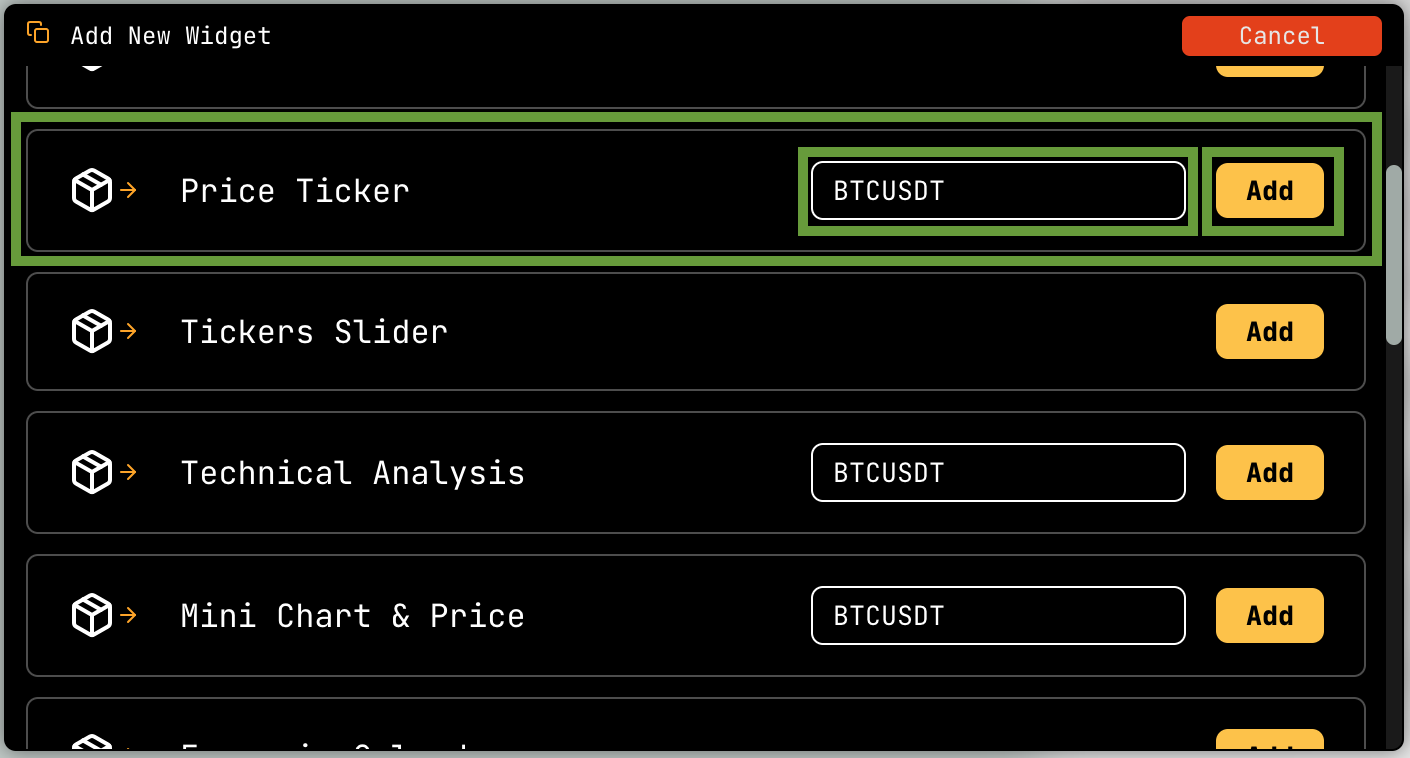 Add New Widget Cancel
Price Ticker BTCUSDT Add
Tickers Slider Add
Technical Analysis BTCUSDT Add
Mini Chart & Price BTCUSDT Add